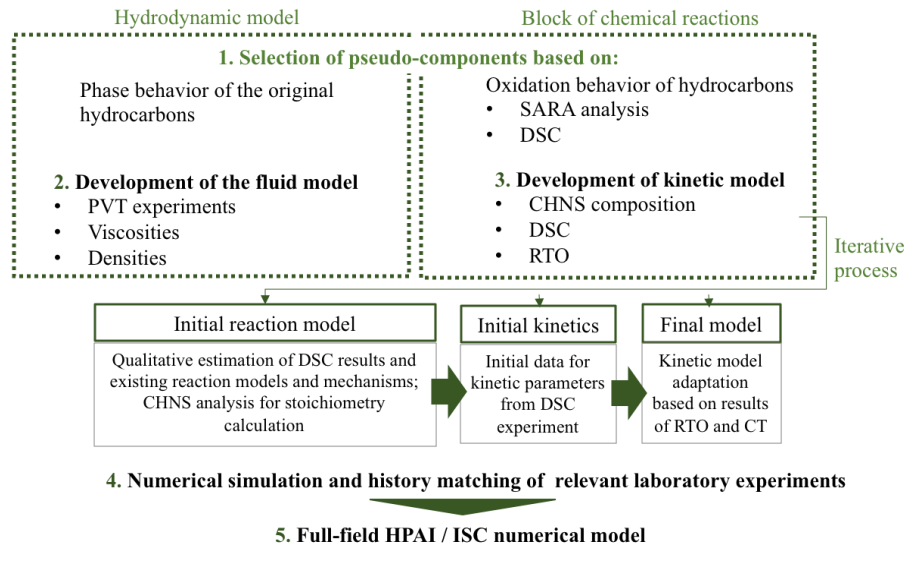 Hydrodynamic model
Block of chemical reactions
1. Selection of pseudo-components based on:
Phase behavior of the original
hydrocarbons
Oxidation behavior of hydrocarbons
• SARA analysis
• DSC
2. Development of the fluid model
• PVT experiments
• Viscosities
• Densities
3. Development of kinetic model
• CHNS composition
• DSC
• RTO
Iterative
process
Initial reaction model
Qualitative estimation of DSC results and
existing reaction models and mechanisms;
CHNS analysis for stoichiometry
calculation
Initial kinetics
Initial data for
kinetic parameters
from DSC
experiment
Final model
Kinetic model
adaptation
based on results
of RTO and CT
4. Numerical simulation and history matching of relevant laboratory experiments
5. Full-field HPAI / ISC numerical model